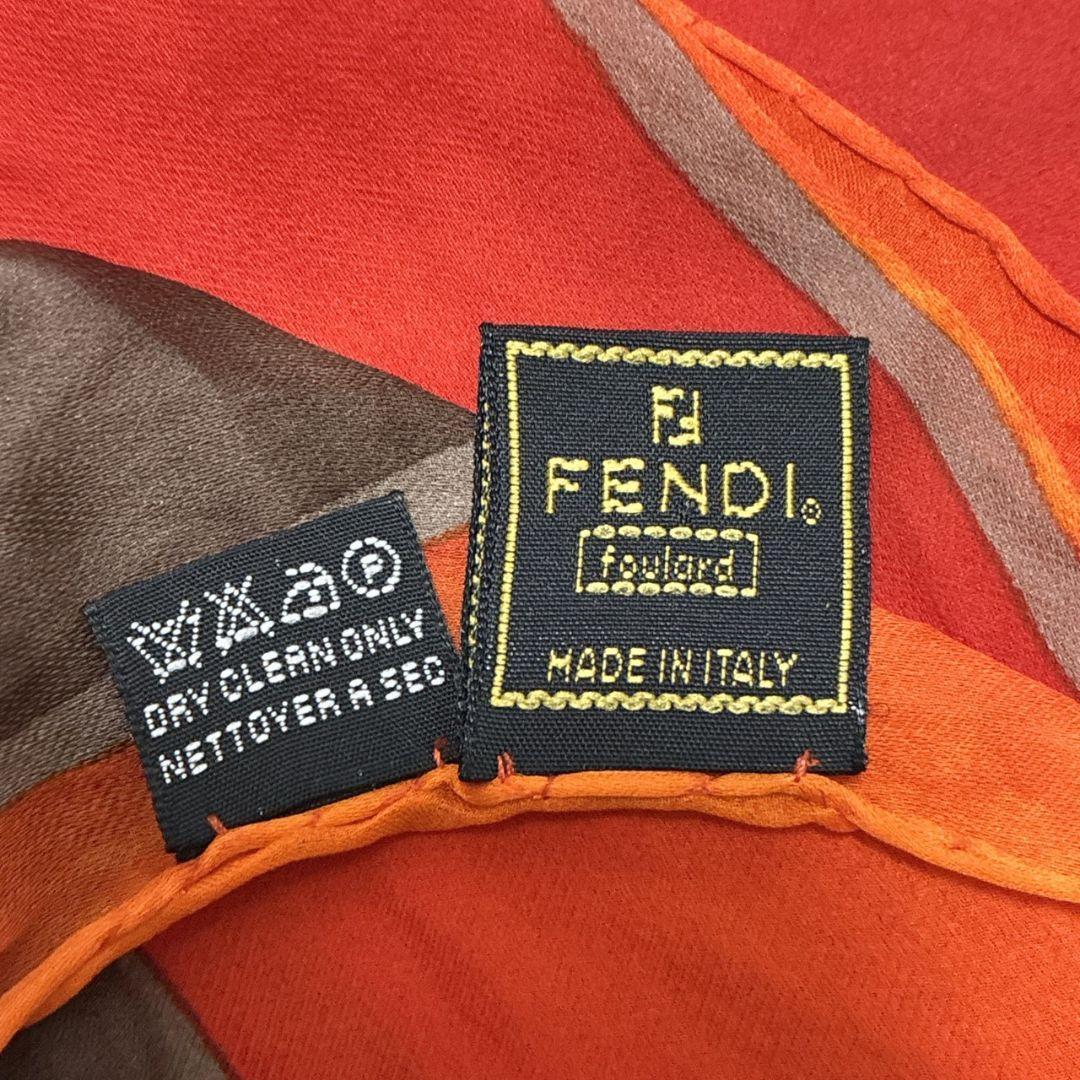 FF
FENDI®
foulard
MADE IN ITALY
P
DRY CLEAN ONLY
NETTOYER A SEC